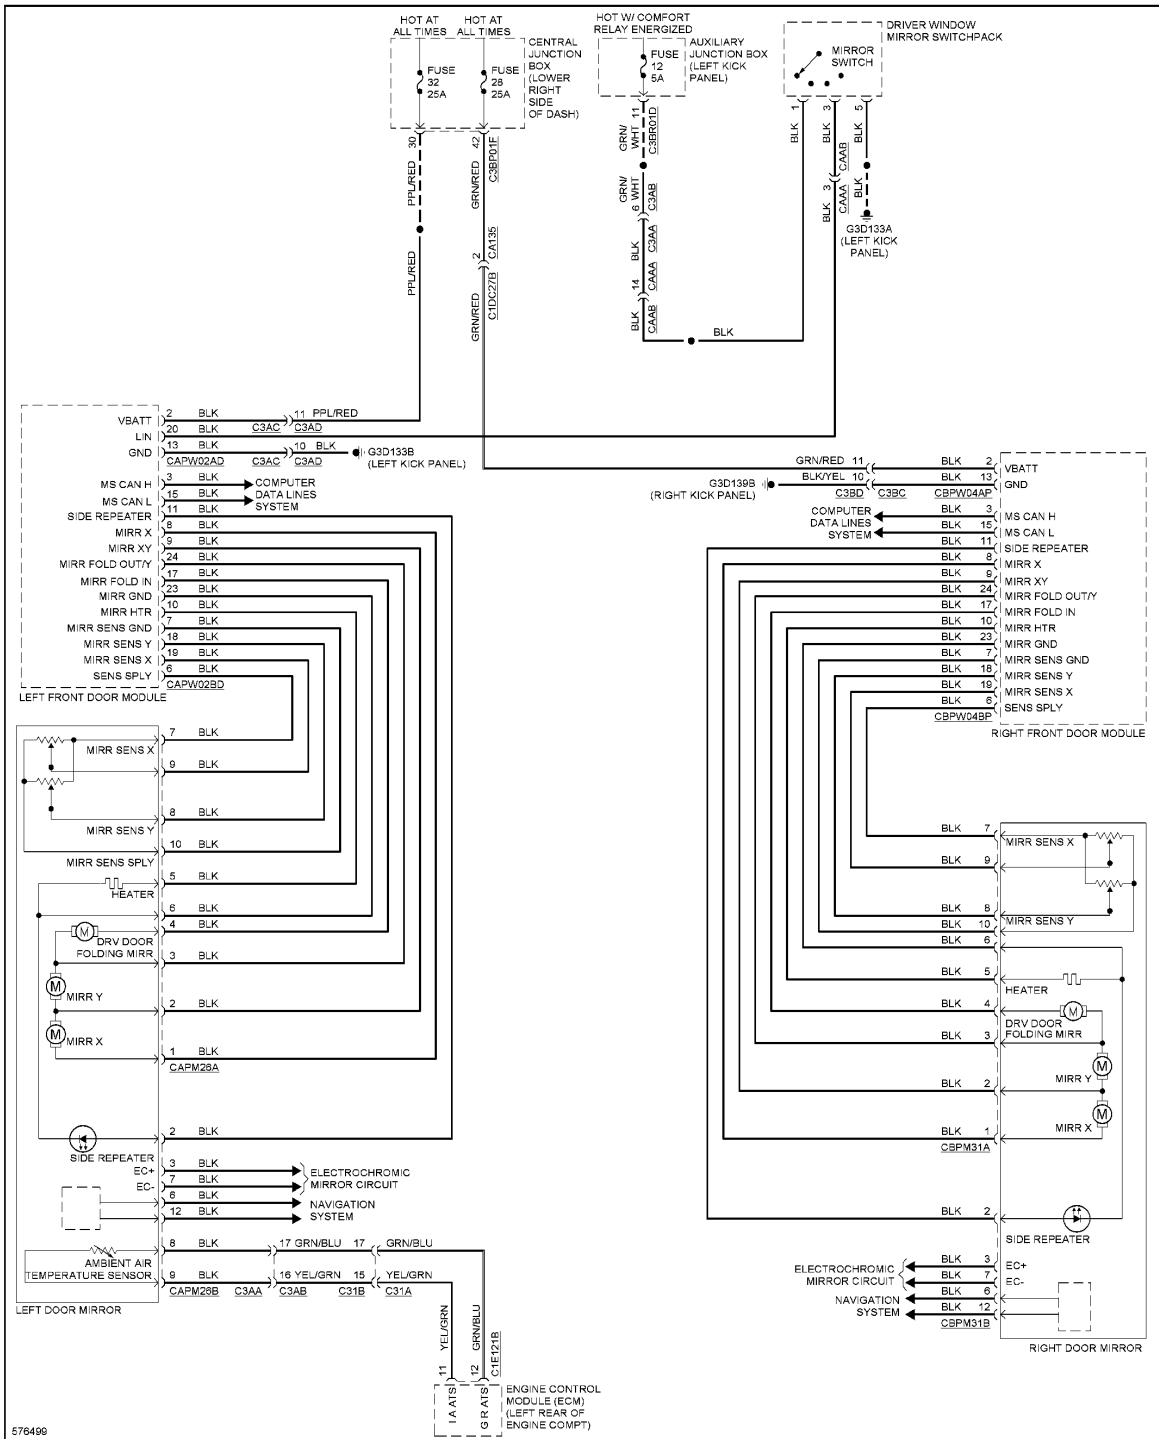 HOT AT
ALL TIMES
HOT AT
ALL TIMES
HOT W/ COMFORT
RELAY ENERGIZED
FUSE
32
25A
FUSE
28
25A
CENTRAL
JUNCTION
BOX
(LOWER
RIGHT
SIDE
OF DASH)
FUSE
12
5A
AUXILIARY
JUNCTION BOX
(LEFT KICK
PANEL)
MIRROR
SWITCH
DRIVER WINDOW
MIRROR SWITCHPACK
30
PPL/RED
PPL/RED
42
C3BP01F
GRN/RED
2
CA135
C1DC27B
GRN/RED
11
C3BR01D
GRN/
WHT
GRN/
WHT
6
C3AB
C3AA
BLK
14
CAAA
CAAB
BLK
BLK
1
BLK
3
BLK
CAAB
3
CAAA
BLK
5
BLK
BLK
G3D133A
(LEFT KICK
PANEL)
VBATT 2 BLK 11 PPL/RED
C3AC C3AD
LIN 20 BLK
GND 13 BLK 10 BLK G3D133B
(LEFT KICK PANEL)
CAPW02AD C3AC C3AD
MS CAN H 3 BLK
MS CAN L 15 BLK
COMPUTER
DATA LINES
SYSTEM
SIDE REPEATER 11 BLK
MIRR X 8 BLK
MIRR XY 9 BLK
MIRR FOLD OUT/Y 24 BLK
MIRR FOLD IN 17 BLK
MIRR GND 23 BLK
MIRR HTR 10 BLK
MIRR SENS GND 7 BLK
MIRR SENS Y 18 BLK
MIRR SENS X 19 BLK
SENS SPLY 6 BLK
CAPW02BD
LEFT FRONT DOOR MODULE
GRN/RED 11 BLK 2 VBATT
G3D139B
(RIGHT KICK PANEL)
BLK/YEL 10 BLK 13 GND
C3BD C3BC CBPW04AP
COMPUTER
DATA LINES
SYSTEM
BLK 3 MS CAN H
BLK 15 MS CAN L
BLK 11 SIDE REPEATER
BLK 8 MIRR X
BLK 9 MIRR XY
BLK 24 MIRR FOLD OUT/Y
BLK 17 MIRR FOLD IN
BLK 10 MIRR HTR
BLK 23 MIRR GND
BLK 7 MIRR SENS GND
BLK 18 MIRR SENS Y
BLK 19 MIRR SENS X
BLK 6 SENS SPLY
CBPW04BP
RIGHT FRONT DOOR MODULE
MIRR SENS X 7 BLK
9 BLK
MIRR SENS Y 8 BLK
MIRR SENS SPLY 10 BLK
HEATER 5 BLK
6 BLK
M 4 BLK
DRV DOOR
FOLDING MIRR
3 BLK
M MIRR Y
2 BLK
M MIRR X
1 BLK
CAPM26A
SIDE REPEATER 2 BLK
EC+ 3 BLK
EC- 7 BLK
ELECTROCHROMIC
MIRROR CIRCUIT
6 BLK
12 BLK
NAVIGATION
SYSTEM
8 BLK 17 GRN/BLU 17 GRN/BLU
AMBIENT AIR
TEMPERATURE SENSOR
9 BLK 16 YEL/GRN 15 YEL/GRN
CAPM26B C3AA C3AB C31B C31A
LEFT DOOR MIRROR
YEL/GRN
11
GRN/BLU
12
C1E121B
I A ATS
G R ATS
ENGINE CONTROL
MODULE (ECM)
(LEFT REAR OF
ENGINE COMPT)
BLK 7 MIRR SENS X
BLK 9
BLK 8 MIRR SENS Y
BLK 10
BLK 6
BLK 5 HEATER
BLK 4 M
DRV DOOR
FOLDING MIRR
BLK 3
M MIRR Y
BLK 2
M MIRR X
BLK 1
CBPM31A
BLK 2
SIDE REPEATER
ELECTROCHROMIC
MIRROR CIRCUIT
BLK 3 EC+
BLK 7 EC-
NAVIGATION
SYSTEM
BLK 6
BLK 12
CBPM31B
RIGHT DOOR MIRROR
576499